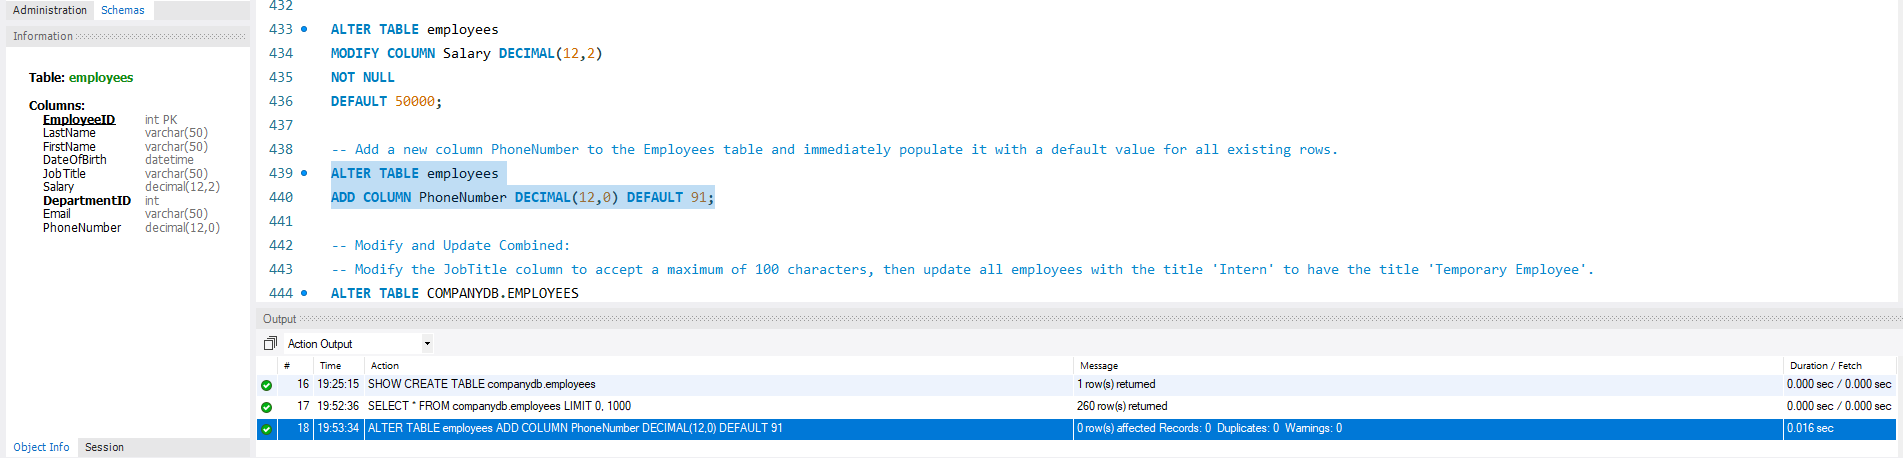 Administration Schemas
Information
Table: employees
Columns:
EmployeeID int PK
LastName varchar(50)
FirstName varchar(50)
DateOfBirth datetime
JobTitle varchar(50)
Salary decimal(12,2)
DepartmentID int
Email varchar(50)
PhoneNumber decimal(12,0)
Object Info Session
432
433 ALTER TABLE employees
434 MODIFY COLUMN Salary DECIMAL(12,2)
435 NOT NULL
436 DEFAULT 50000;
437
438 -- Add a new column PhoneNumber to the Employees table and immediately populate it with a default value for all existing rows.
439 ALTER TABLE employees
440 ADD COLUMN PhoneNumber DECIMAL(12,0) DEFAULT 91;
441
442 -- Modify and Update Combined:
443 -- Modify the JobTitle column to accept a maximum of 100 characters, then update all employees with the title 'Intern' to have the title 'Temporary Employee'.
444 ALTER TABLE COMPANYDB.EMPLOYEES
Output
Action Output
# Time Action Message Duration / Fetch
16 19:25:15 SHOW CREATE TABLE companydb.employees 1 row(s) returned 0.000 sec / 0.000 sec
17 19:52:36 SELECT * FROM companydb.employees LIMIT 0, 1000 260 row(s) returned 0.000 sec / 0.000 sec
18 19:53:34 ALTER TABLE employees ADD COLUMN PhoneNumber DECIMAL(12,0) DEFAULT 91 0 row(s) affected Records: 0 Duplicates: 0 Warnings: 0 0.016 sec